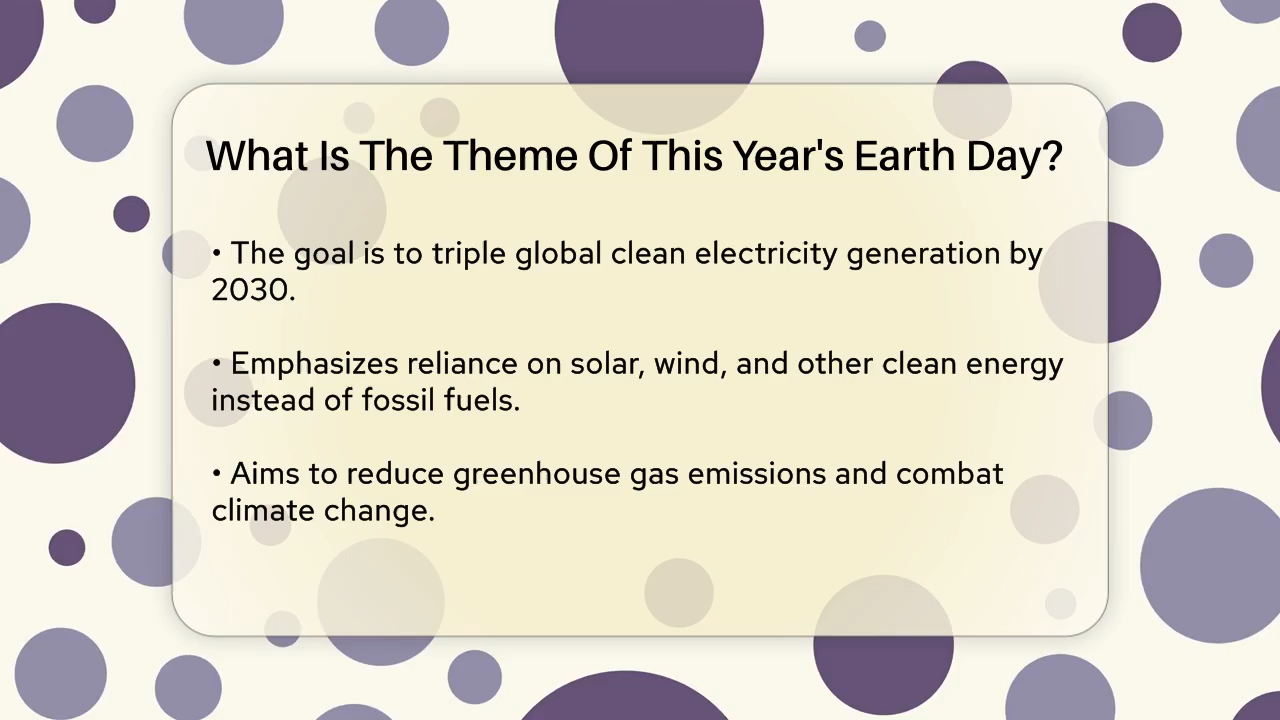 What Is The Theme Of This Year's Earth Day?
• The goal is to triple global clean electricity generation by
2030.
• Emphasizes reliance on solar, wind, and other clean energy
instead of fossil fuels.
• Aims to reduce greenhouse gas emissions and combat
climate change.